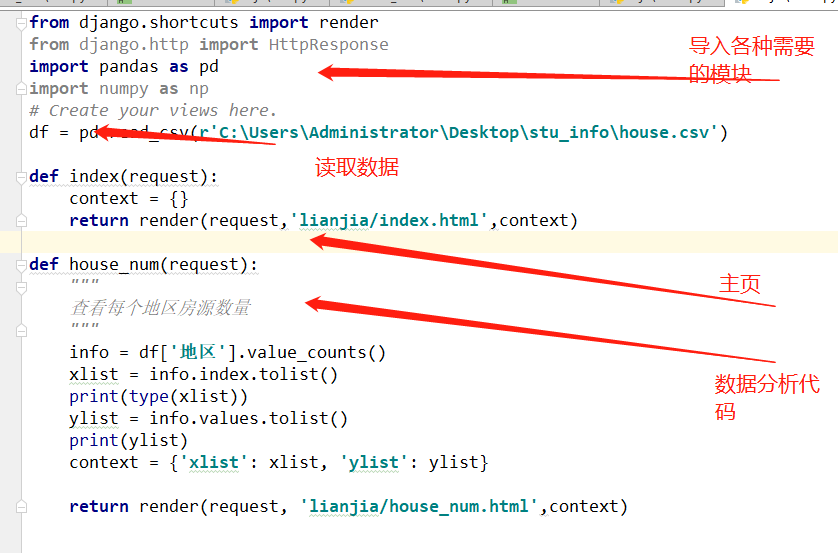 from django.shortcuts import render
from django.http import HttpResponse
导入各种需要
import pandas as pd
的模块
import numpy as np
# Create your views here.
df = pd.read_csv(r'C:\Users\Administrator\Desktop\stu_info\house.csv')
读取数据
def index(request):
context = {}
return render(request,'lianjia/index.html',context)
def house_num(request):
主页
"""
查看每个地区房源数量
"""
info = df['地区'].value_counts()
xlist = info.index.tolist()
数据分析代
码
print(type(xlist))
ylist = info.values.tolist()
print(ylist)
context = {'xlist': xlist, 'ylist': ylist}
return render(request, 'lianjia/house_num.html',context)